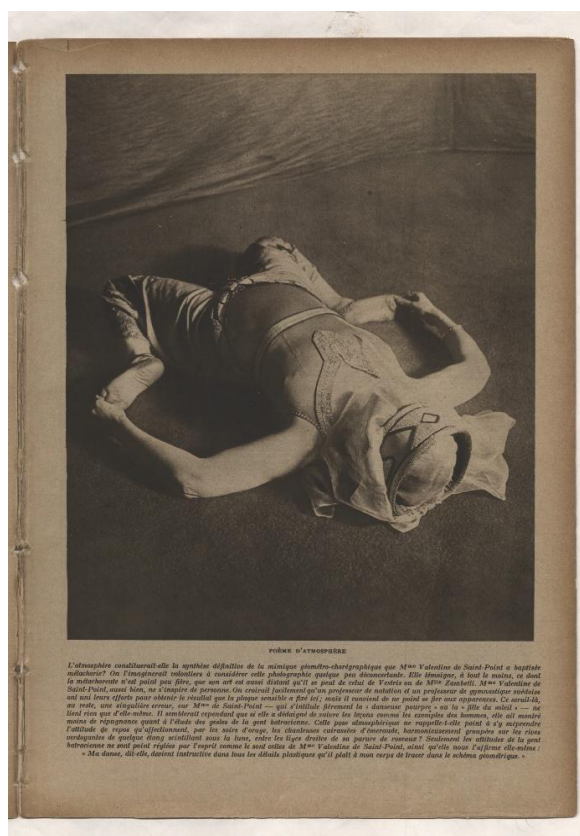 POÈME D'ATMOSPHÈRE
L'atmosphère constituerait-elle la synthèse définitive de la mimique géométro-chorégraphique que Mme Valentine de Saint-Point a baptisée
métachorie? On l'imaginerait volontiers à considérer cette photographie quelque peu déconcertante. Elle témoigne, à tout le moins, ce dont
la métachoreste n'est point peu fière, que son art est aussi distant qu'il se peut de celui de Vestris ou de Mlle Zambelli. Mme Valentine de
Saint-Point, aussi bien, ne s'inspire de personne. On croirait facilement qu'un professeur de natation et un professeur de gymnastique suédoise
ont uni leurs efforts pour obtenir le résultat que la plaque sensible a fixé ici; mais il convient de ne point se fier aux apparences. Ce serait-là,
au reste, une singulière erreur, car Mme de Saint-Point — qui s'intitule fièrement la « danseuse pourpre » ou la « fille du soleil » — ne
tient rien que d'elle-même. Il semblerait cependant que si elle a dédaigné de suivre les leçons comme les exemples des hommes, elle ait montré
moins de répugnance quant à l'étude des gestes de la gent batracienne. Cette pose atmosphérique ne rappelle-t-elle point à s'y méprendre
l'attitude de repos qu'affectionnent, par les soirs d'orage, les chanteuses cuirassées d'émeraude, harmonieusement groupées sur les rives
verdoyantes de quelque étang scintillant sous la lune, entre les tiges droites de sa parure de roseaux? Seulement les attitudes de la gent
batracienne ne sont point réglées par l'esprit comme le sont celles de Mme Valentine de Saint-Point, ainsi qu'elle nous l'affirme elle-même :
« Ma danse, dit-elle, devient instructive dans tous les détails plastiques qu'il plaît à mon corps de tracer dans le schéma géométrique. »